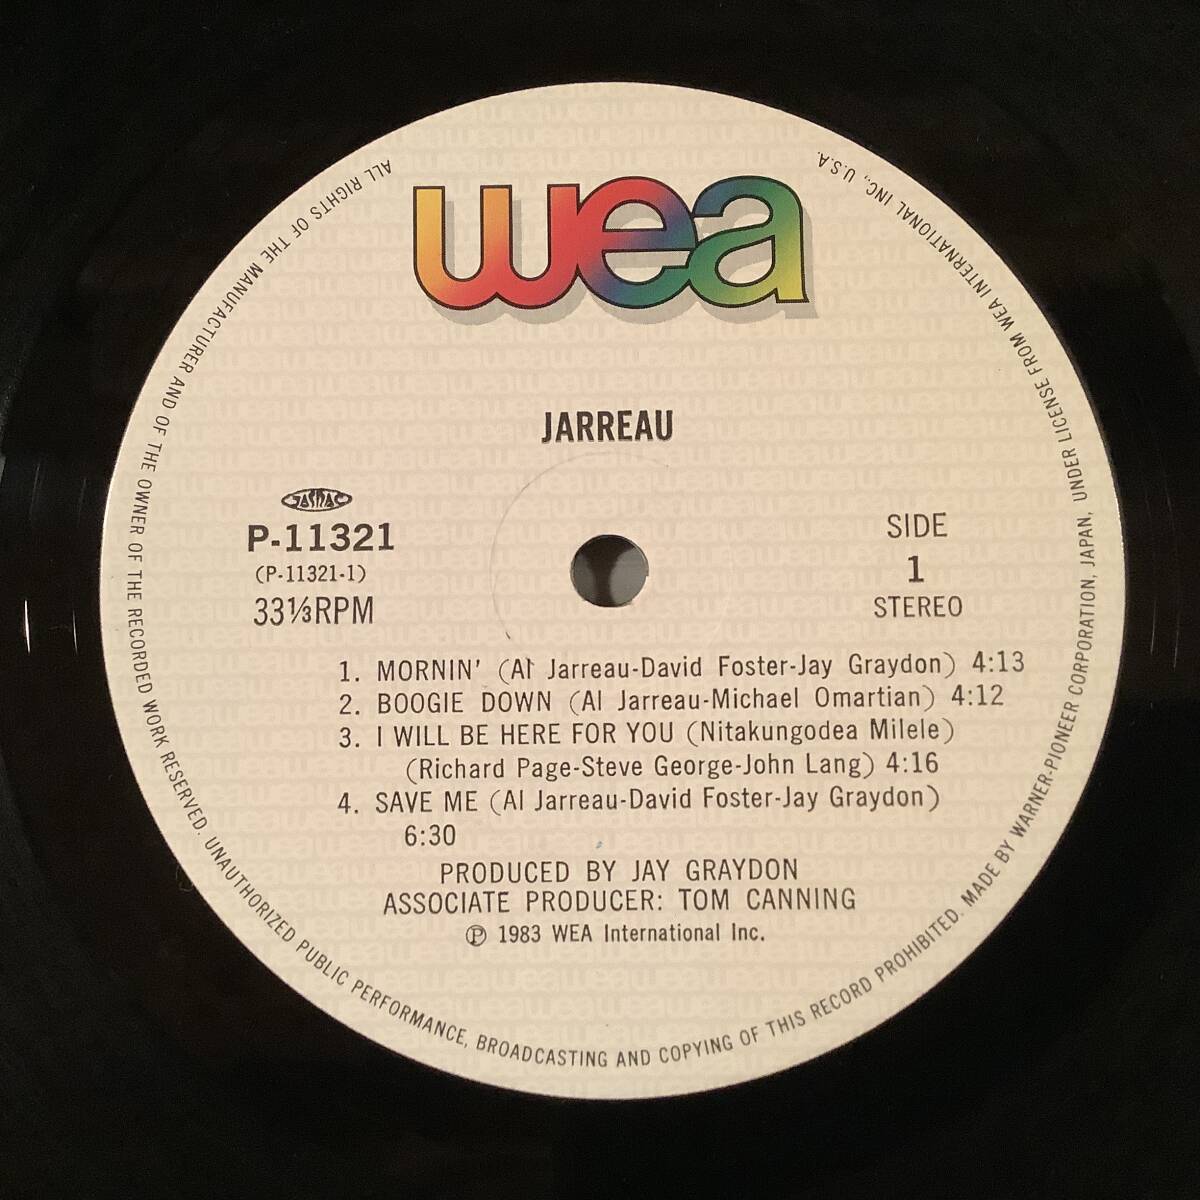 wea
JARREAU
JASRAC
P-11321
(P-11321-1)
33⅓RPM
SIDE
1
STEREO
1. MORNIN' (Al Jarreau-David Foster-Jay Graydon) 4:13
2. BOOGIE DOWN (Al Jarreau-Michael Omartian) 4:12
3. I WILL BE HERE FOR YOU (Nitakungodea Milele)
(Richard Page-Steve George-John Lang) 4:16
4. SAVE ME (Al Jarreau-David Foster-Jay Graydon)
6:30
PRODUCED BY JAY GRAYDON
ASSOCIATE PRODUCER: TOM CANNING
℗ 1983 WEA International Inc.
ALL RIGHTS OF THE MANUFACTURER AND OF THE OWNER OF THE RECORDED WORK RESERVED. UNAUTHORIZED PUBLIC PERFORMANCE, BROADCASTING AND COPYING OF THIS RECORD PROHIBITED. MADE BY WARNER-PIONEER CORPORATION, JAPAN, UNDER LICENSE FROM WEA INTERNATIONAL INC., U.S.A.